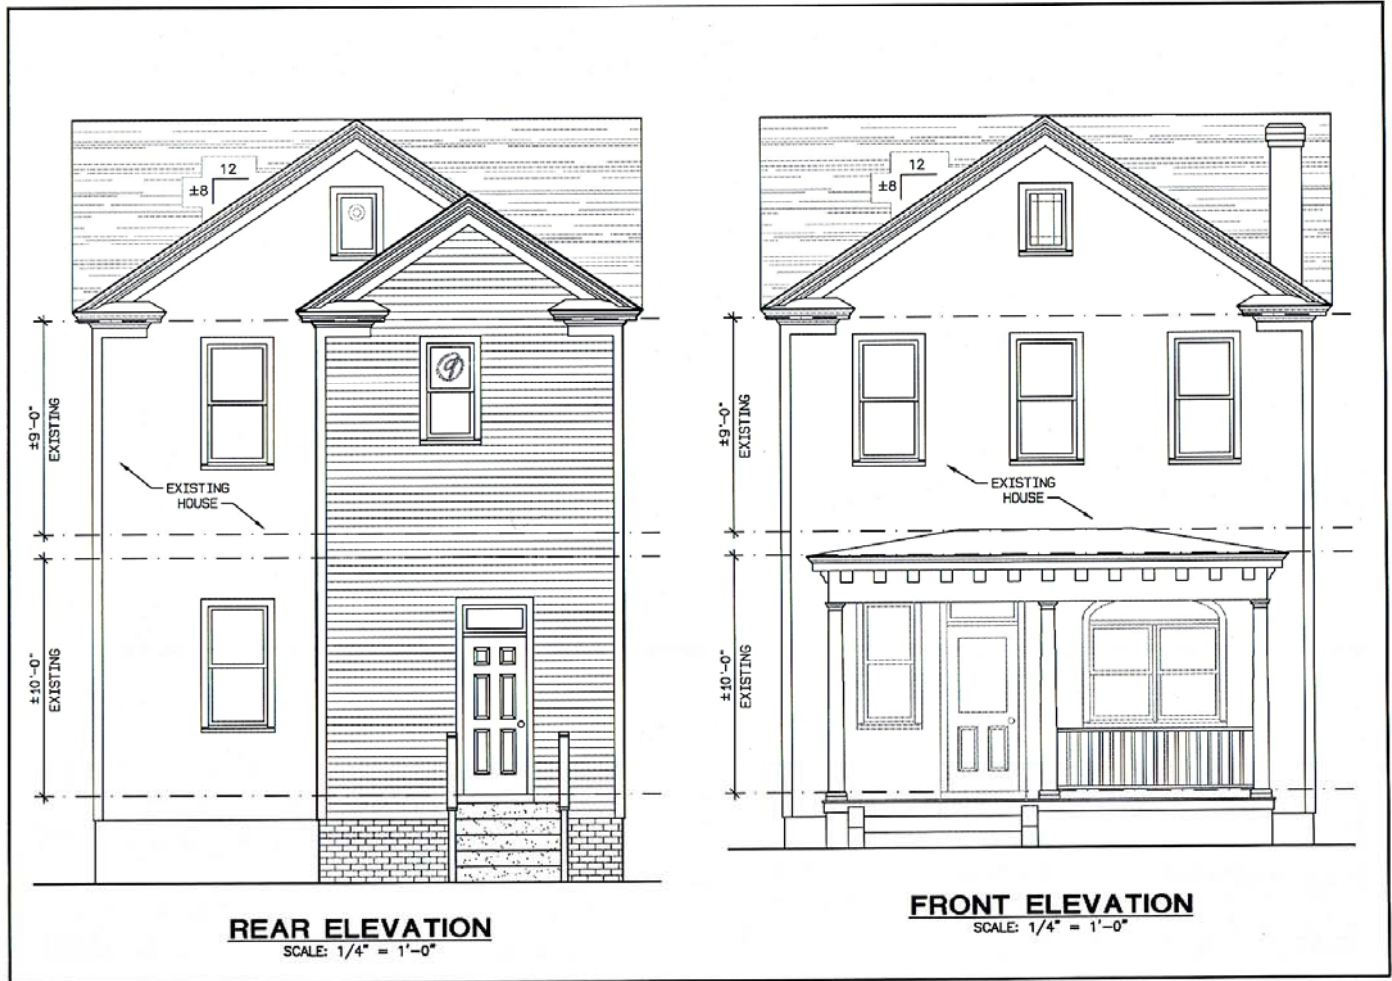 12
±8
9
±9'-0"
EXISTING
EXISTING
HOUSE
±10'-0"
EXISTING
REAR ELEVATION
SCALE: 1/4" = 1'-0"
12
±8
±9'-0"
EXISTING
EXISTING
HOUSE
±10'-0"
EXISTING
FRONT ELEVATION
SCALE: 1/4" = 1'-0"